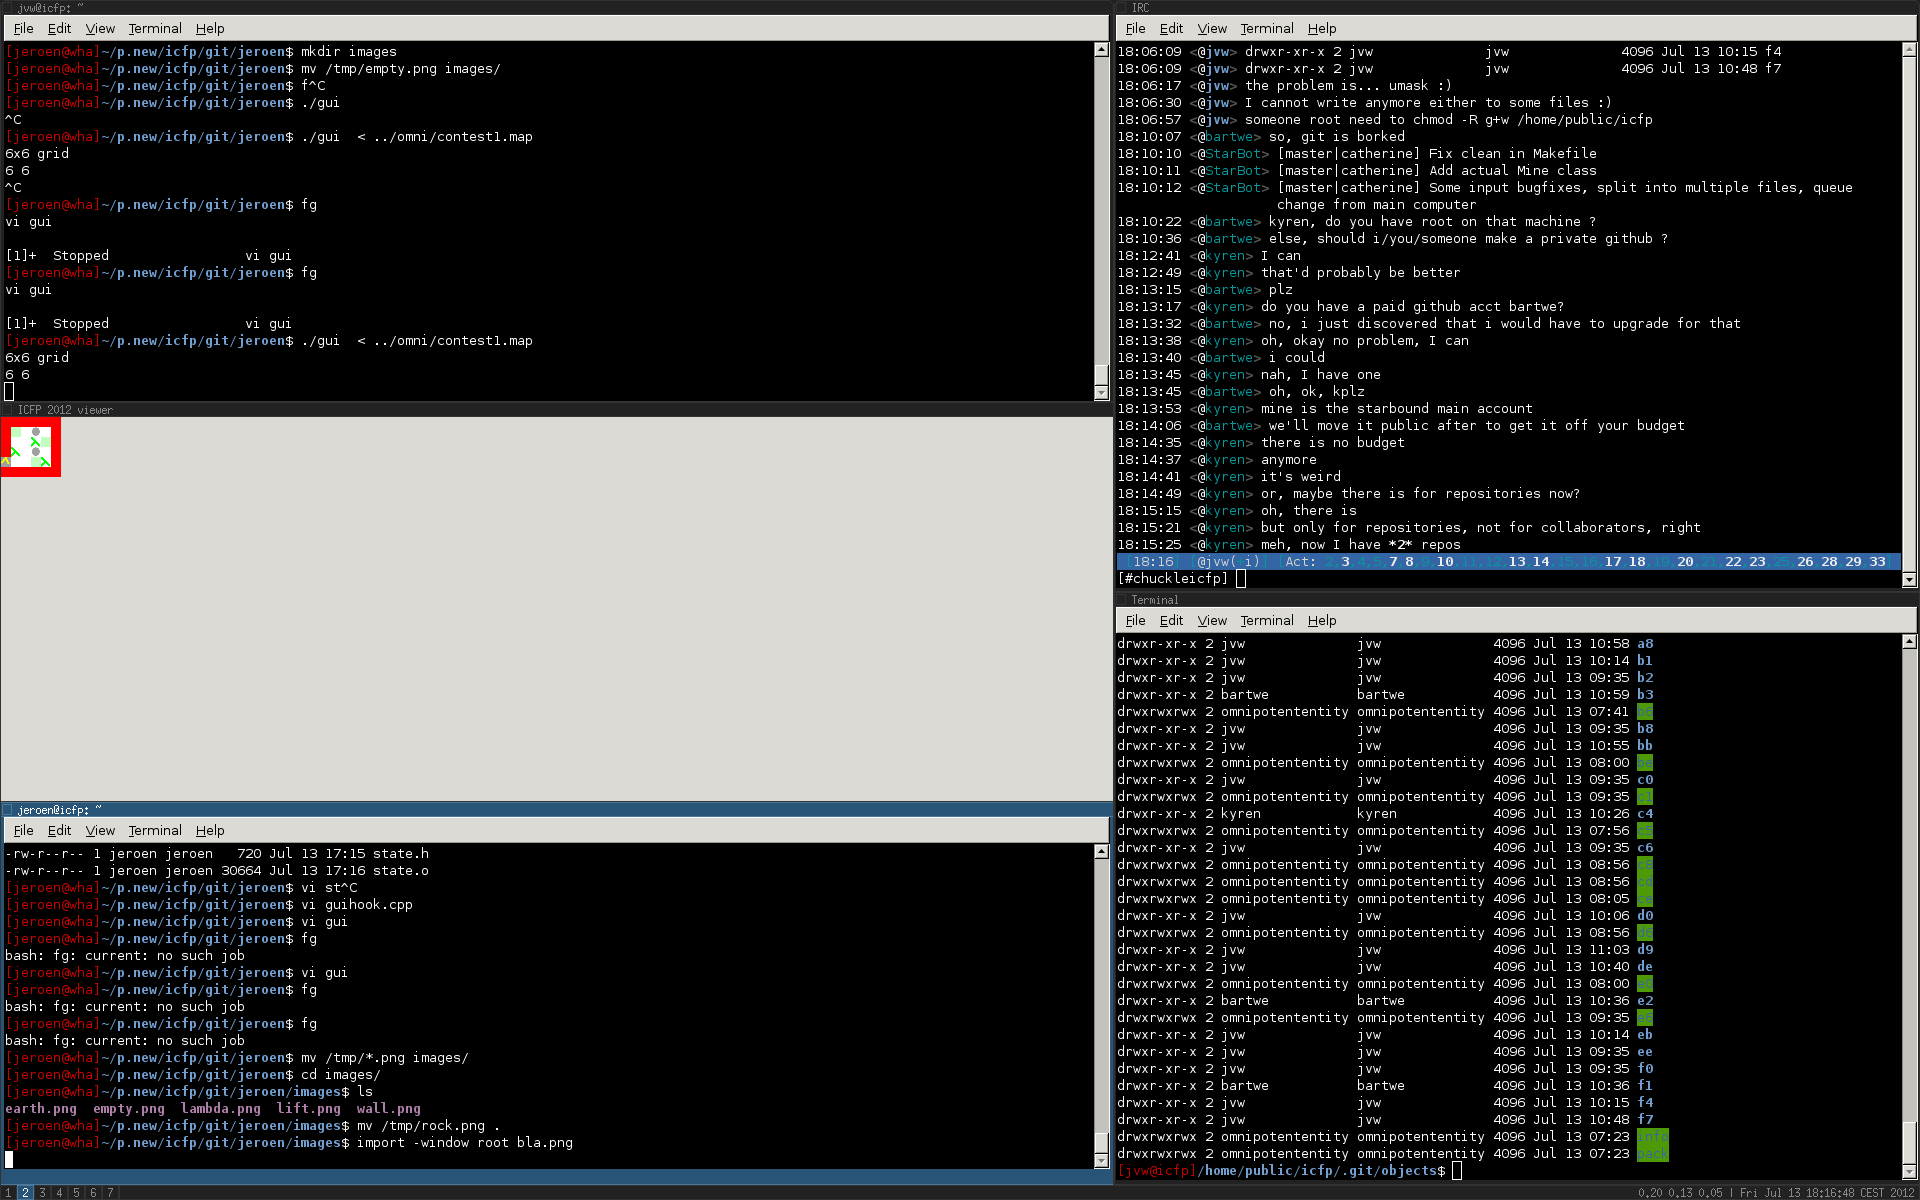 jvw@icfp: ~
File Edit View Terminal Help
[jeroen@wha]~/p.new/icfp/git/jeroen$ mkdir images
[jeroen@wha]~/p.new/icfp/git/jeroen$ mv /tmp/empty.png images/
[jeroen@wha]~/p.new/icfp/git/jeroen$ f^C
[jeroen@wha]~/p.new/icfp/git/jeroen$ ./gui
^C
[jeroen@wha]~/p.new/icfp/git/jeroen$ ./gui  < ../omni/contest1.map
6x6 grid
6 6
^C
[jeroen@wha]~/p.new/icfp/git/jeroen$ fg
vi gui
[1]+  Stopped                 vi gui
[jeroen@wha]~/p.new/icfp/git/jeroen$ fg
vi gui
[1]+  Stopped                 vi gui
[jeroen@wha]~/p.new/icfp/git/jeroen$ ./gui  < ../omni/contest1.map
6x6 grid
6 6
ICFP 2012 viewer
jeroen@icfp: ~
File Edit View Terminal Help
-rw-r--r-- 1 jeroen jeroen   720 Jul 13 17:15 state.h
-rw-r--r-- 1 jeroen jeroen 30664 Jul 13 17:16 state.o
[jeroen@wha]~/p.new/icfp/git/jeroen$ vi st^C
[jeroen@wha]~/p.new/icfp/git/jeroen$ vi guihook.cpp
[jeroen@wha]~/p.new/icfp/git/jeroen$ vi gui
[jeroen@wha]~/p.new/icfp/git/jeroen$ fg
bash: fg: current: no such job
[jeroen@wha]~/p.new/icfp/git/jeroen$ vi gui
[jeroen@wha]~/p.new/icfp/git/jeroen$ fg
bash: fg: current: no such job
[jeroen@wha]~/p.new/icfp/git/jeroen$ fg
bash: fg: current: no such job
[jeroen@wha]~/p.new/icfp/git/jeroen$ mv /tmp/*.png images/
[jeroen@wha]~/p.new/icfp/git/jeroen$ cd images/
[jeroen@wha]~/p.new/icfp/git/jeroen/images$ ls
earth.png  empty.png  lambda.png  lift.png  wall.png
[jeroen@wha]~/p.new/icfp/git/jeroen/images$ mv /tmp/rock.png .
[jeroen@wha]~/p.new/icfp/git/jeroen/images$ import -window root bla.png
IRC
File Edit View Terminal Help
18:06:09 <@jvw> drwxr-xr-x 2 jvw              jvw              4096 Jul 13 10:15 f4
18:06:09 <@jvw> drwxr-xr-x 2 jvw              jvw              4096 Jul 13 10:48 f7
18:06:17 <@jvw> the problem is... umask :)
18:06:30 <@jvw> I cannot write anymore either to some files :)
18:06:57 <@jvw> someone root need to chmod -R g+w /home/public/icfp
18:10:07 <@bartwe> so, git is borked
18:10:10 <@StarBot> [master|catherine] Fix clean in Makefile
18:10:11 <@StarBot> [master|catherine] Add actual Mine class
18:10:12 <@StarBot> [master|catherine] Some input bugfixes, split into multiple files, queue
change from main computer
18:10:22 <@bartwe> kyren, do you have root on that machine ?
18:10:36 <@bartwe> else, should i/you/someone make a private github ?
18:12:41 <@kyren> I can
18:12:49 <@kyren> that'd probably be better
18:13:15 <@bartwe> plz
18:13:17 <@kyren> do you have a paid github acct bartwe?
18:13:32 <@bartwe> no, i just discovered that i would have to upgrade for that
18:13:38 <@kyren> oh, okay no problem, I can
18:13:40 <@bartwe> i could
18:13:45 <@kyren> nah, I have one
18:13:45 <@bartwe> oh, ok, kplz
18:13:53 <@kyren> mine is the starbound main account
18:14:06 <@bartwe> we'll move it public after to get it off your budget
18:14:35 <@kyren> there is no budget
18:14:37 <@kyren> anymore
18:14:41 <@kyren> it's weird
18:14:49 <@kyren> or, maybe there is for repositories now?
18:15:15 <@kyren> oh, there is
18:15:21 <@kyren> but only for repositories, not for collaborators, right
18:15:25 <@kyren> meh, now I have *2* repos
[18:16] [@jvw(+i)] [Act: 2,3,4,5,7,8,9,10,11,12,13,14,15,16,17,18,19,20,21,22,23,25,26,28,29,33]
[#chuckleicfp]
Terminal
File Edit View Terminal Help
drwxr-xr-x 2 jvw              jvw              4096 Jul 13 10:58 a8
drwxr-xr-x 2 jvw              jvw              4096 Jul 13 10:14 b1
drwxr-xr-x 2 jvw              jvw              4096 Jul 13 09:35 b2
drwxr-xr-x 2 bartwe           bartwe           4096 Jul 13 10:59 b3
drwxrwxrwx 2 omnipotentity omnipotentity 4096 Jul 13 07:41 b6
drwxr-xr-x 2 jvw              jvw              4096 Jul 13 09:35 b8
drwxr-xr-x 2 jvw              jvw              4096 Jul 13 10:55 bb
drwxrwxrwx 2 omnipotentity omnipotentity 4096 Jul 13 08:00 be
drwxr-xr-x 2 jvw              jvw              4096 Jul 13 09:35 c0
drwxrwxrwx 2 omnipotentity omnipotentity 4096 Jul 13 09:35 c1
drwxr-xr-x 2 kyren            kyren            4096 Jul 13 10:26 c4
drwxrwxrwx 2 omnipotentity omnipotentity 4096 Jul 13 07:56 c5
drwxr-xr-x 2 jvw              jvw              4096 Jul 13 09:35 c6
drwxrwxrwx 2 omnipotentity omnipotentity 4096 Jul 13 08:56 c8
drwxrwxrwx 2 omnipotentity omnipotentity 4096 Jul 13 08:56 cd
drwxrwxrwx 2 omnipotentity omnipotentity 4096 Jul 13 08:05
drwxr-xr-x 2 jvw              jvw              4096 Jul 13 10:06 d0
drwxrwxrwx 2 omnipotentity omnipotentity 4096 Jul 13 08:56 d6
drwxr-xr-x 2 jvw              jvw              4096 Jul 13 11:03 d9
drwxr-xr-x 2 jvw              jvw              4096 Jul 13 10:40 de
drwxrwxrwx 2 omnipotentity omnipotentity 4096 Jul 13 08:00 e0
drwxr-xr-x 2 bartwe           bartwe           4096 Jul 13 10:36 e2
drwxrwxrwx 2 omnipotentity omnipotentity 4096 Jul 13 09:35 e6
drwxr-xr-x 2 jvw              jvw              4096 Jul 13 10:14 eb
drwxr-xr-x 2 jvw              jvw              4096 Jul 13 09:35 ee
drwxr-xr-x 2 jvw              jvw              4096 Jul 13 09:35 f0
drwxr-xr-x 2 bartwe           bartwe           4096 Jul 13 10:36 f1
drwxr-xr-x 2 jvw              jvw              4096 Jul 13 10:15 f4
drwxr-xr-x 2 jvw              jvw              4096 Jul 13 10:48 f7
drwxrwxrwx 2 omnipotentity omnipotentity 4096 Jul 13 07:23 info
drwxrwxrwx 2 omnipotentity omnipotentity 4096 Jul 13 07:23 pack
[jvw@icfp]/home/public/icfp/.git/objects$
1 2 3 4 5 6 7
0.20 0.13 0.05 | Fri Jul 13 18:16:48 CEST 2012